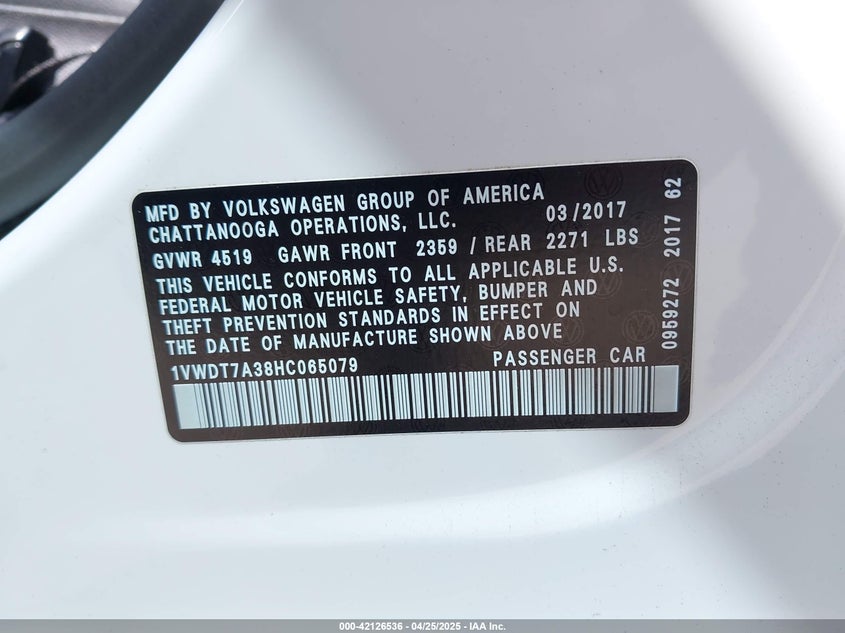 MFD BY VOLKSWAGEN GROUP OF AMERICA
CHATTANOOGA OPERATIONS, LLC. 03/2017
GVWR 4519 GAWR FRONT 2359 / REAR 2271 LBS
THIS VEHICLE CONFORMS TO ALL APPLICABLE U.S.
FEDERAL MOTOR VEHICLE SAFETY, BUMPER AND
THEFT PREVENTION STANDARDS IN EFFECT ON
THE DATE OF MANUFACTURE SHOWN ABOVE
1VWDT7A38HC065079 PASSENGER CAR
0959272 2017 62
000-42126536 - 04/25/2025 - IAA Inc.